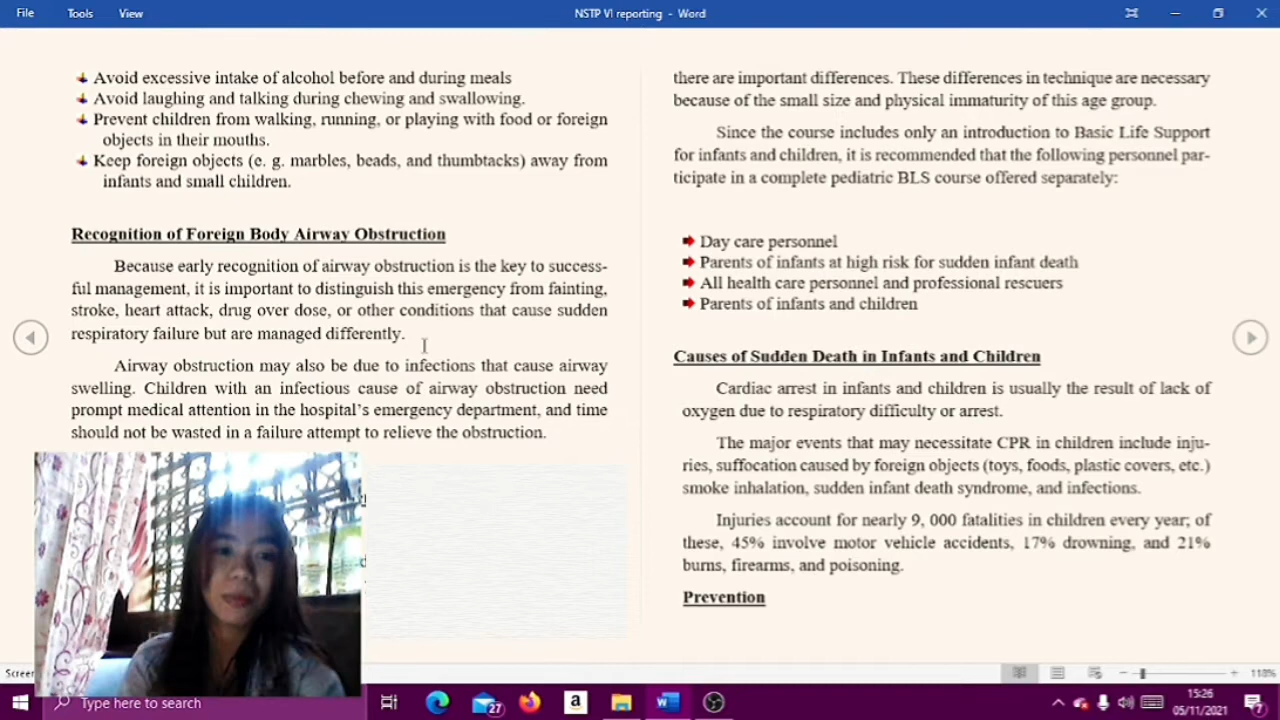 File
Tools
View
NSTP VI reporting - Word
Avoid excessive intake of alcohol before and during meals
Avoid laughing and talking during chewing and swallowing.
Prevent children from walking, running, or playing with food or foreign
objects in their mouths.
Keep foreign objects (e. g. marbles, beads, and thumbtacks) away from
infants and small children.
Recognition of Foreign Body Airway Obstruction
Because early recognition of airway obstruction is the key to success-
ful management, it is important to distinguish this emergency from fainting,
stroke, heart attack, drug over dose, or other conditions that cause sudden
respiratory failure but are managed differently.
Airway obstruction may also be due to infections that cause airway
swelling. Children with an infectious cause of airway obstruction need
prompt medical attention in the hospital's emergency department, and time
should not be wasted in a failure attempt to relieve the obstruction.
there are important differences. These differences in technique are necessary
because of the small size and physical immaturity of this age group.
Since the course includes only an introduction to Basic Life Support
for infants and children, it is recommended that the following personnel par-
ticipate in a complete pediatric BLS course offered separately:
Day care personnel
Parents of infants at high risk for sudden infant death
All health care personnel and professional rescuers
Parents of infants and children
Causes of Sudden Death in Infants and Children
Cardiac arrest in infants and children is usually the result of lack of
oxygen due to respiratory difficulty or arrest.
The major events that may necessitate CPR in children include inju-
ries, suffocation caused by foreign objects (toys, foods, plastic covers, etc.)
smoke inhalation, sudden infant death syndrome, and infections.
Injuries account for nearly 9, 000 fatalities in children every year; of
these, 45% involve motor vehicle accidents, 17% drowning, and 21%
burns, firearms, and poisoning.
Prevention
Screen
118%
Type here to search
27
a
15:26
05/11/2021
7